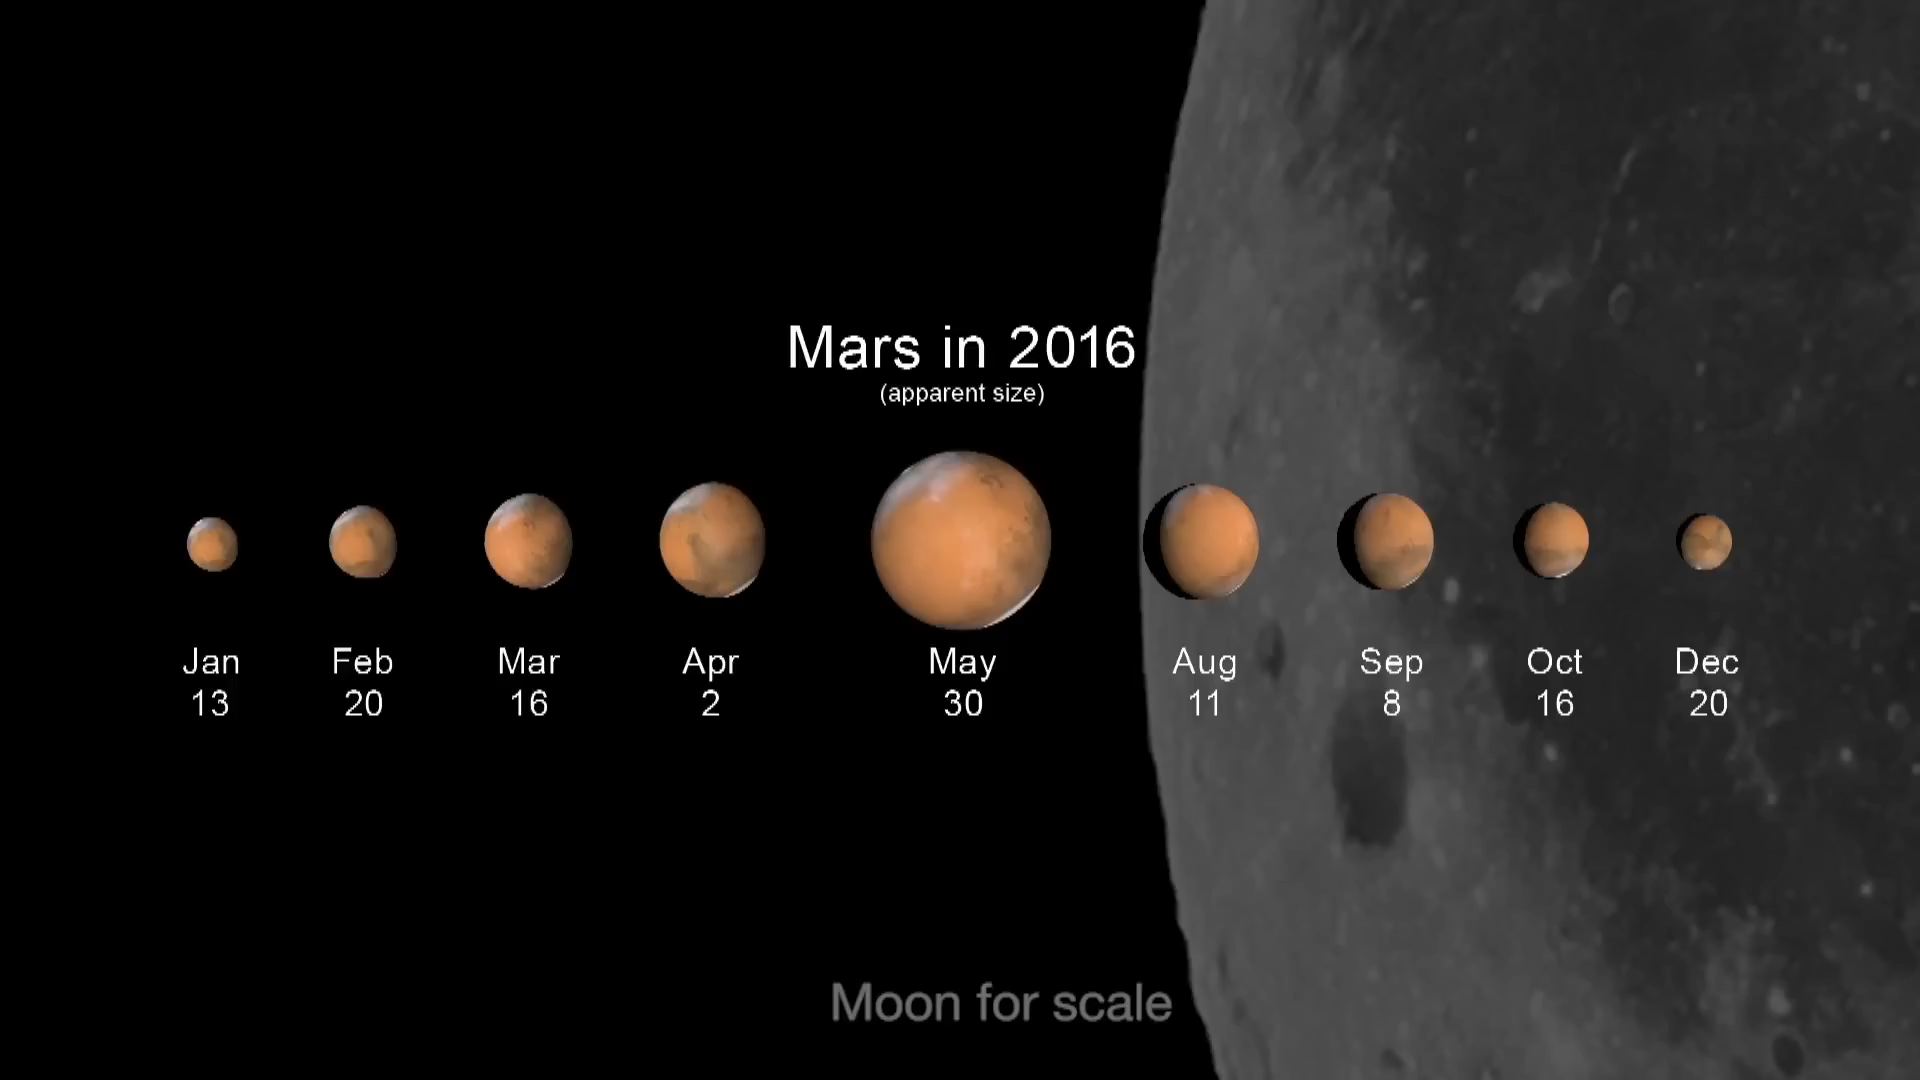 Mars in 2016
(apparent size)
Jan Feb Mar Apr May Aug Sep Oct Dec
13 20 16 2 30 11 8 16 20
Moon for scale